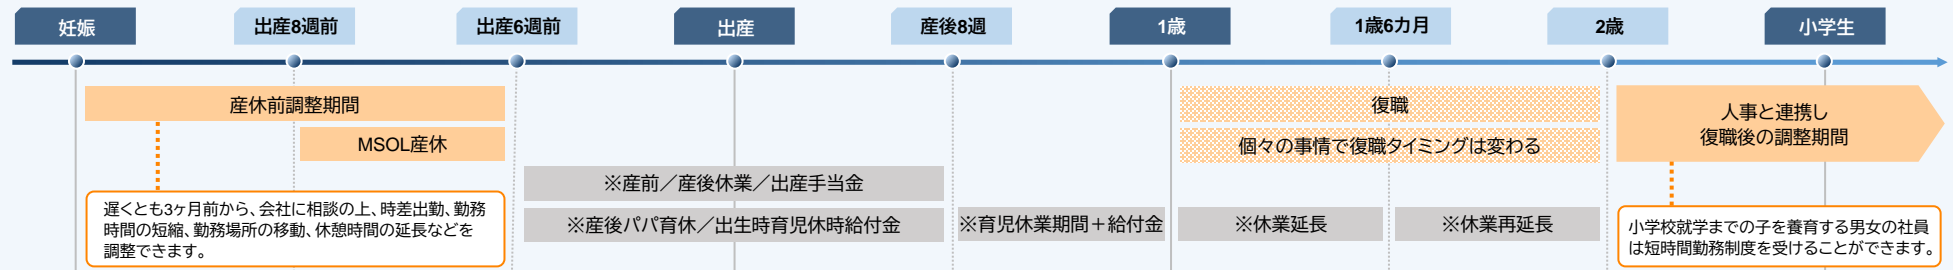 妊娠
出産8週前
出産6週前
出産
産後8週
1歳
1歳6カ月
2歳
小学生
産休前調整期間
MSOL産休
※産前／産後休業／出産手当金
※産後パパ育休／出生時育児休時給付金
※育児休業期間＋給付金
復職
個々の事情で復職タイミングは変わる
※休業延長
※休業再延長
人事と連携し
復職後の調整期間
遅くとも3ヶ月前から、会社に相談の上、時差出勤、勤務
時間の短縮、勤務場所の移動、休憩時間の延長などを
調整できます。
小学校就学までの子を養育する男女の社員
は短時間勤務制度を受けることができます。